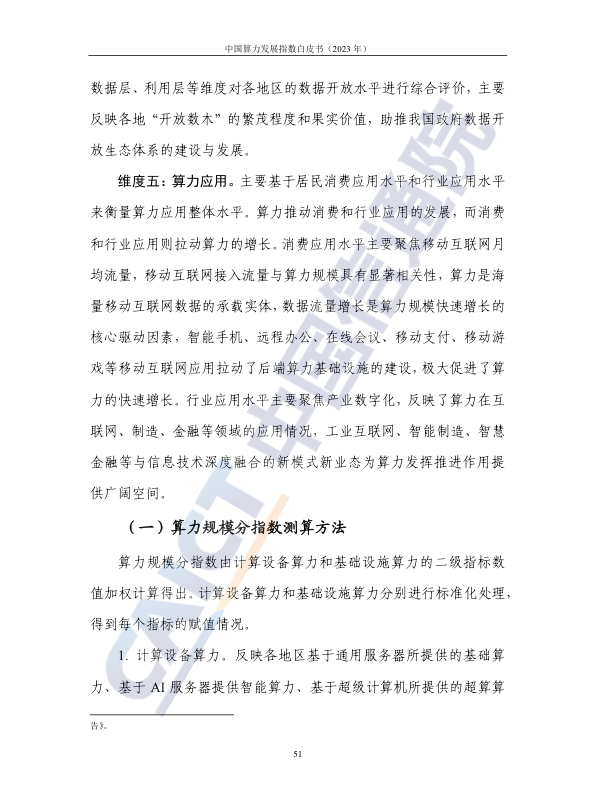 中国算力发展指数白皮书（2023 年）
数据层、利用层等维度对各地区的数据开放水平进行综合评价，主要
反映各地“开放数木”的繁茂程度和果实价值，助推我国政府数据开
放生态体系的建设与发展。
维度五：算力应用。主要基于居民消费应用水平和行业应用水平
来衡量算力应用整体水平。算力推动消费和行业应用的发展，而消费
和行业应用则拉动算力的增长。消费应用水平主要聚焦移动互联网月
均流量，移动互联网接入流量与算力规模具有显著相关性，算力是海
量移动互联网数据的承载实体，数据流量增长是算力规模快速增长的
核心驱动因素，智能手机、远程办公、在线会议、移动支付、移动游
戏等移动互联网应用拉动了后端算力基础设施的建设，极大促进了算
力的快速增长。行业应用水平主要聚焦产业数字化，反映了算力在互
联网、制造、金融等领域的应用情况，工业互联网、智能制造、智慧
金融等与信息技术深度融合的新模式新业态为算力发挥推进作用提
供广阔空间。
（一）算力规模分指数测算方法
算力规模分指数由计算设备算力和基础设施算力的二级指标数
值加权计算得出。计算设备算力和基础设施算力分别进行标准化处理，
得到每个指标的赋值情况。
1. 计算设备算力。反映各地区基于通用服务器所提供的基础算
力、基于 AI 服务器提供智能算力、基于超级计算机所提供的超算算
告》。
51
CAICT 中国信通院